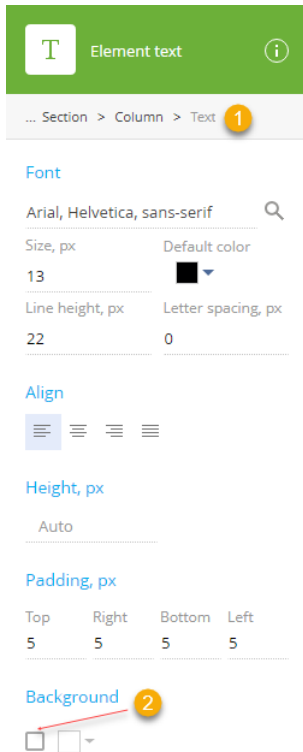 T Element text i
... Section > Column > Text 1
Font
Arial, Helvetica, sans-serif
Size, px Default color
13
Line height, px Letter spacing, px
22 0
Align
Height, px
Auto
Padding, px
Top Right Bottom Left
5 5 5 5
Background 2